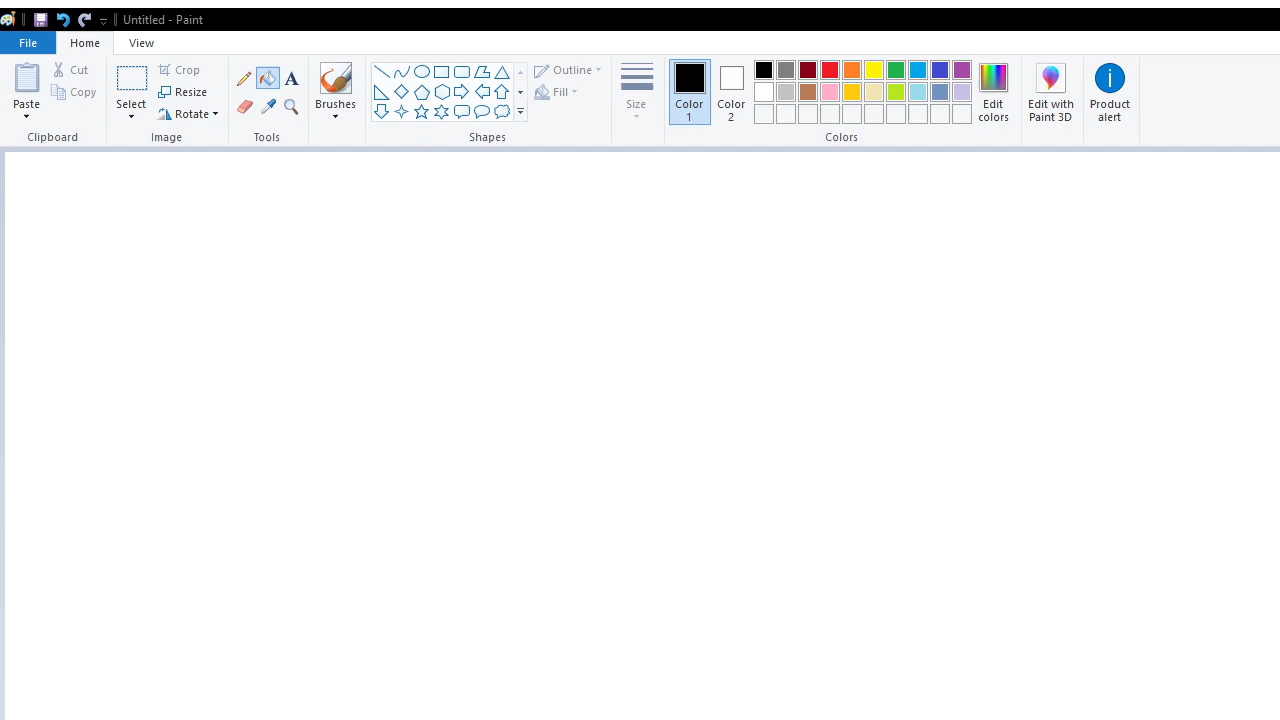 Untitled - Paint
File Home View
Paste
Clipboard
Cut
Copy
Select
Crop
Resize
Rotate
Image
A
Tools
Brushes
Shapes
Outline
Fill
Size
Color 1
Color 2
Colors
Edit colors
Edit with Paint 3D
Product alert